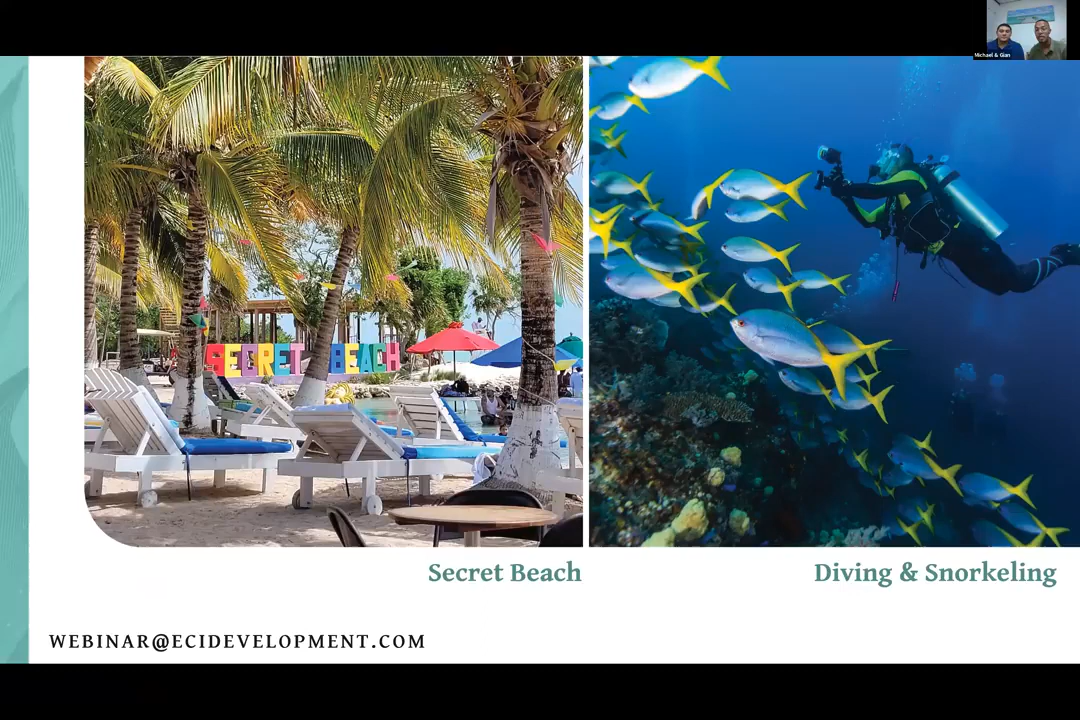 Michael & Gian
SECRET BEACH
Secret Beach
Diving & Snorkeling
WEBINAR@ECIDEVELOPMENT.COM